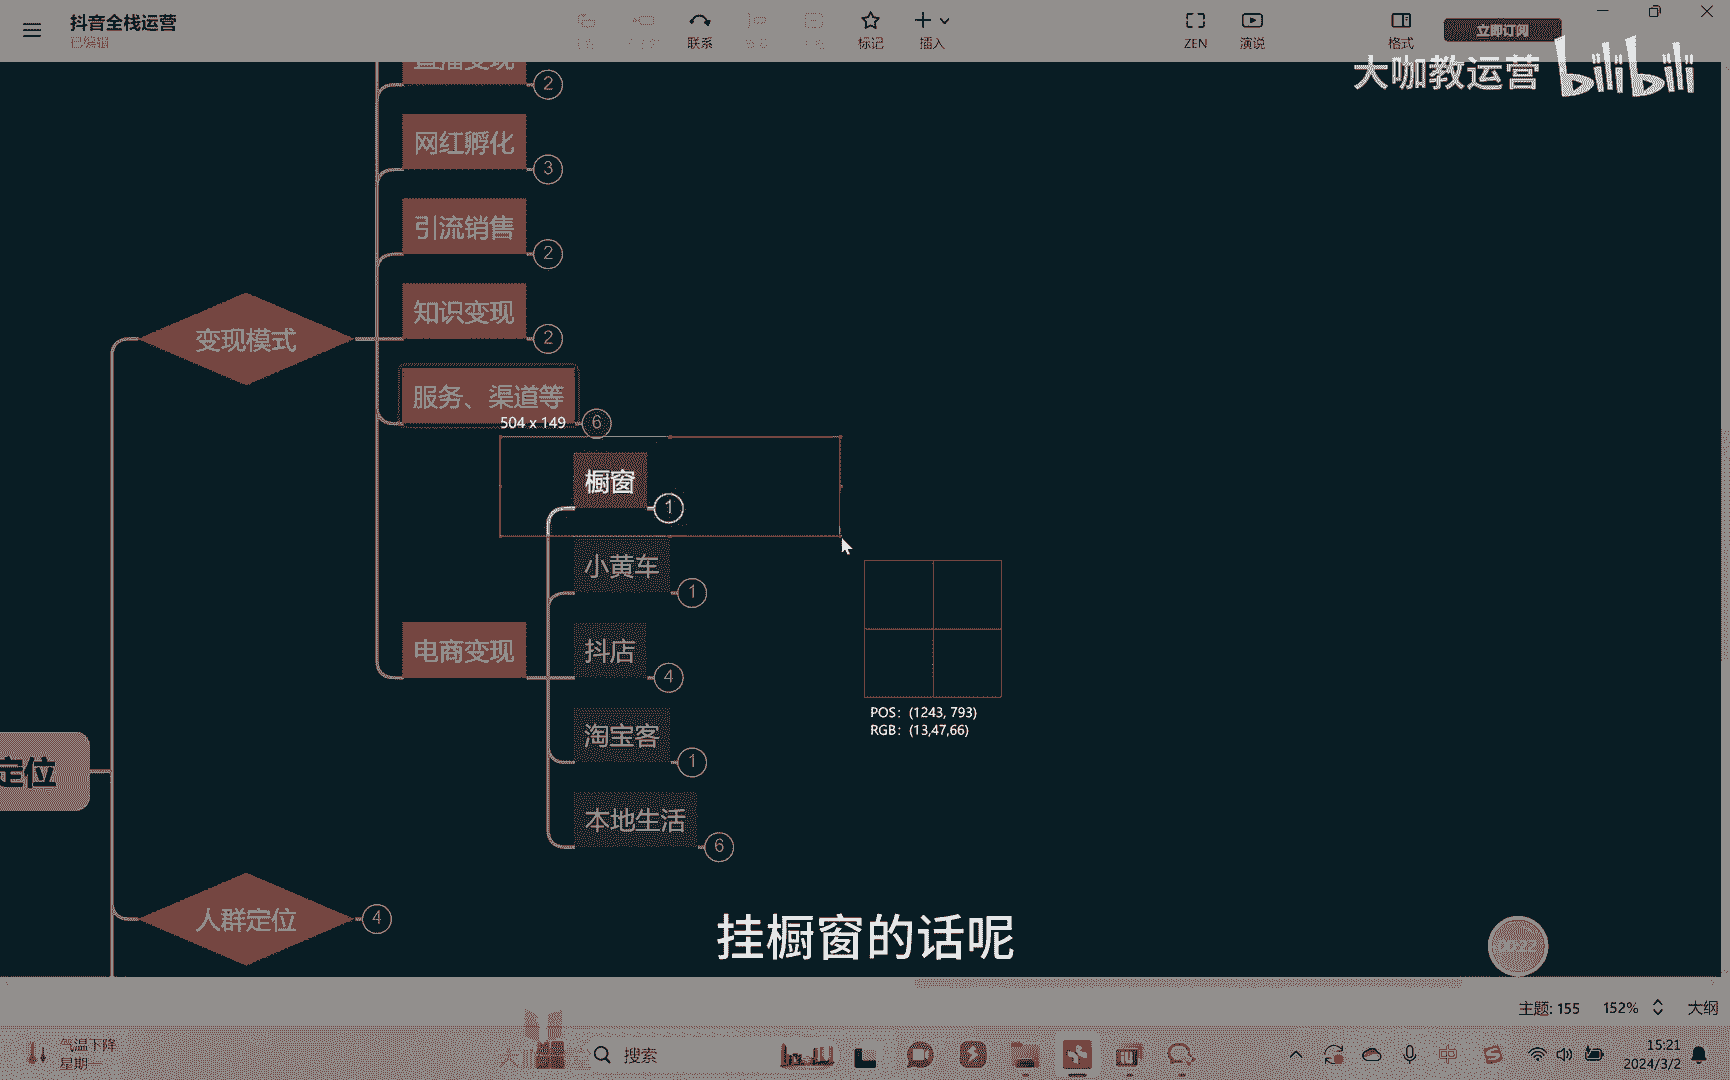 抖音全栈运营
已编辑
联系
标记
插入
ZEN
演说
格式
立即订阅
大咖教运营 bilibili
直播变现
2
网红孵化
3
引流销售
2
知识变现
2
变现模式
服务、渠道等
6
504 x 149
橱窗
1
小黄车
1
电商变现
抖店
4
淘宝客
1
本地生活
6
POS: (1243, 793)
RGB: (13,47,66)
定位
人群定位
4
挂橱窗的话呢
00:22
主题: 155
152%
大纲
气温下降
星期一
搜索
中
15:21
2024/3/2